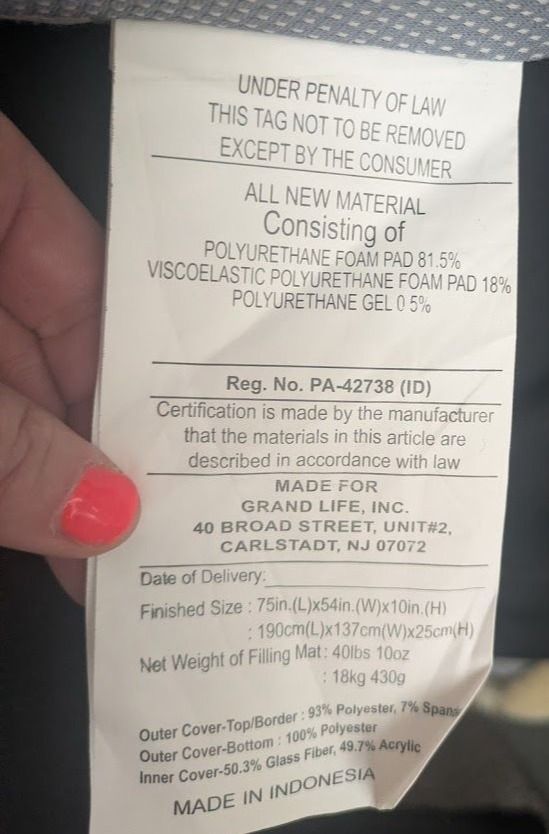 UNDER PENALTY OF LAW
THIS TAG NOT TO BE REMOVED
EXCEPT BY THE CONSUMER
ALL NEW MATERIAL
Consisting of
POLYURETHANE FOAM PAD 81.5%
VISCOELASTIC POLYURETHANE FOAM PAD 18%
POLYURETHANE GEL 0 5%
Reg. No. PA-42738 (ID)
Certification is made by the manufacturer
that the materials in this article are
described in accordance with law
MADE FOR
GRAND LIFE, INC.
40 BROAD STREET, UNIT#2,
CARLSTADT, NJ 07072
Date of Delivery:
Finished Size : 75in.(L)x54in.(W)x10in.(H)
: 190cm(L)x137cm(W)x25cm(H)
Net Weight of Filling Mat: 40lbs 10oz
: 18kg 430g
Outer Cover-Top/Border : 93% Polyester, 7%
Outer Cover-Bottom : 100% Polyester
Inner Cover-50.3% Glass Fiber, 49.7% Acrylic
MADE IN INDONESIA